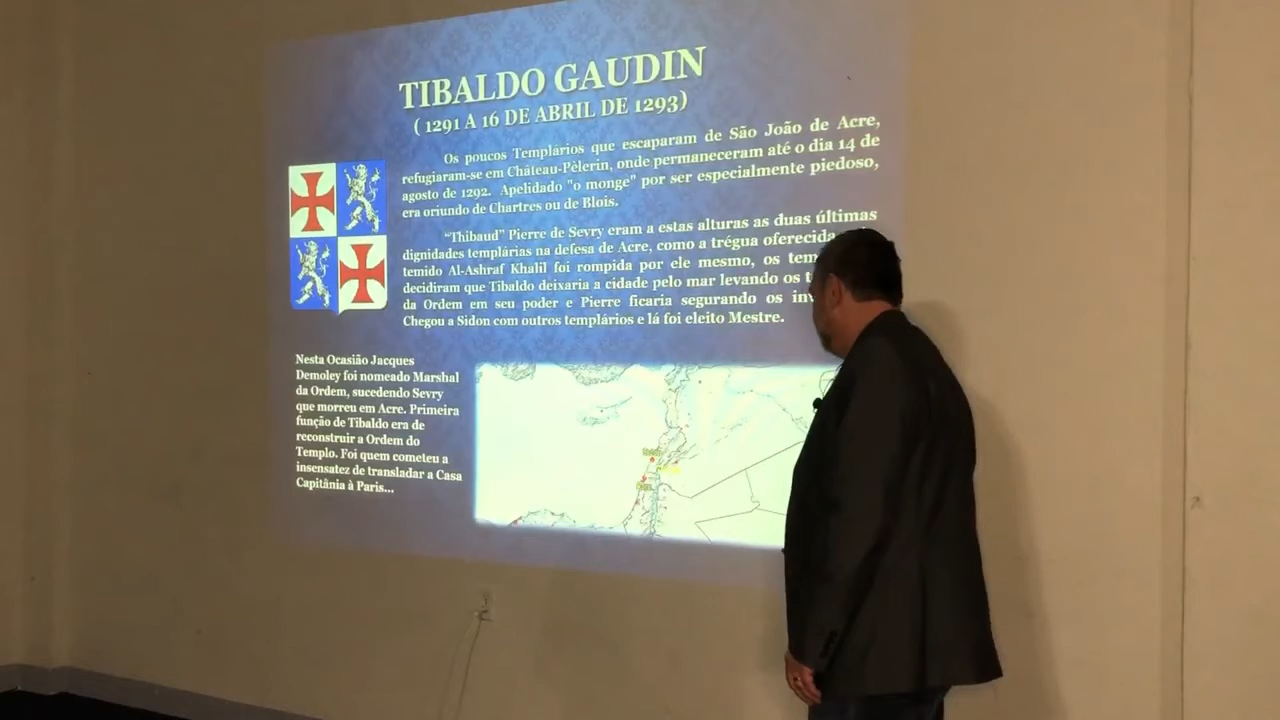 TIBALDO GAUDIN
( 1291 A 16 DE ABRIL DE 1293)
Os poucos Templários que escaparam de São João de Acre,
refugiaram-se em Château-Pèlerin, onde permaneceram até o dia 14 de
agosto de 1292. Apelidado "o monge" por ser especialmente piedoso,
era oriundo de Chartres ou de Blois.
“Thibaud” Pierre de Sevry eram a estas alturas as duas últimas
dignidades templárias na defesa de Acre, como a trégua oferecida
temido Al-Ashraf Khalil foi rompida por ele mesmo, os
decidiram que Tibaldo deixaria a cidade pelo mar levando os
da Ordem em seu poder e Pierre ficaria segurando os
Chegou a Sidon com outros templários e lá foi eleito Mestre.
Nesta Ocasião Jacques
Demoley foi nomeado Marshal
da Ordem, sucedendo Sevry
que morreu em Acre. Primeira
função de Tibaldo era de
reconstruir a Ordem do
Templo. Foi quem cometeu a
insensatez de transladar a Casa
Capitânia à Paris...